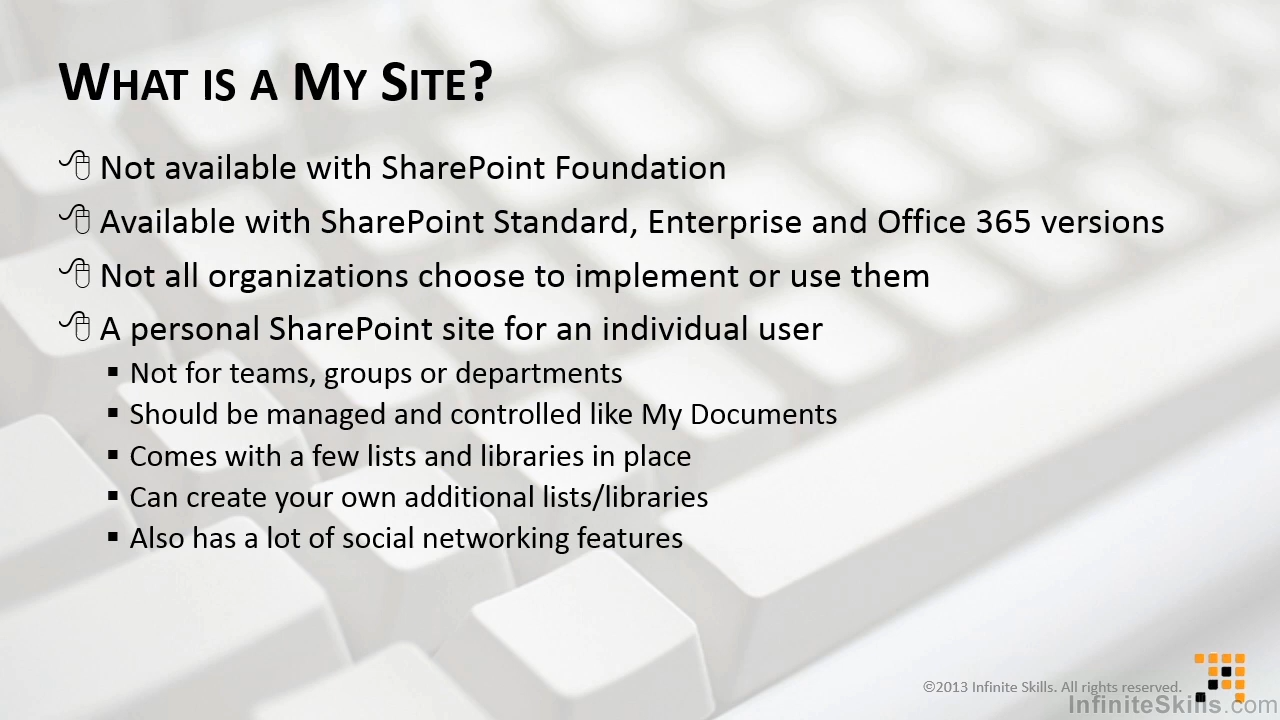 What is a My Site?
Not available with SharePoint Foundation
Available with SharePoint Standard, Enterprise and Office 365 versions
Not all organizations choose to implement or use them
A personal SharePoint site for an individual user
Not for teams, groups or departments
Should be managed and controlled like My Documents
Comes with a few lists and libraries in place
Can create your own additional lists/libraries
Also has a lot of social networking features
©2013 Infinite Skills. All rights reserved.
InfiniteSkills.com